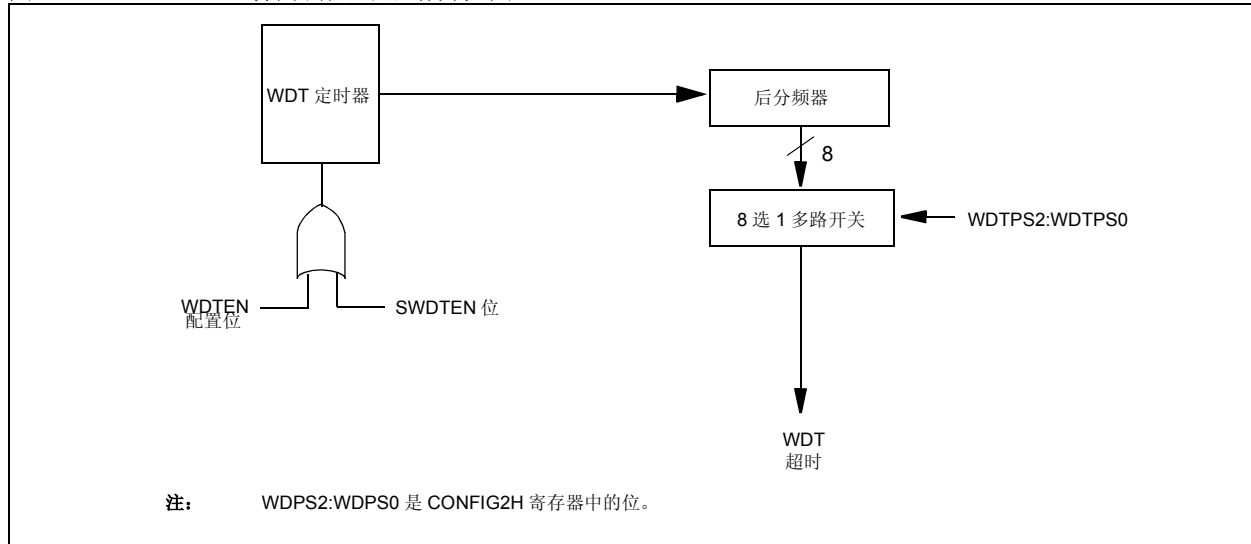 WDT 定时器
后分频器
8
8 选 1 多路开关
WDTPS2:WDTPS0
WDTEN
配置位
SWDTEN 位
WDT
超时
注: WDPS2:WDPS0 是 CONFIG2H 寄存器中的位。